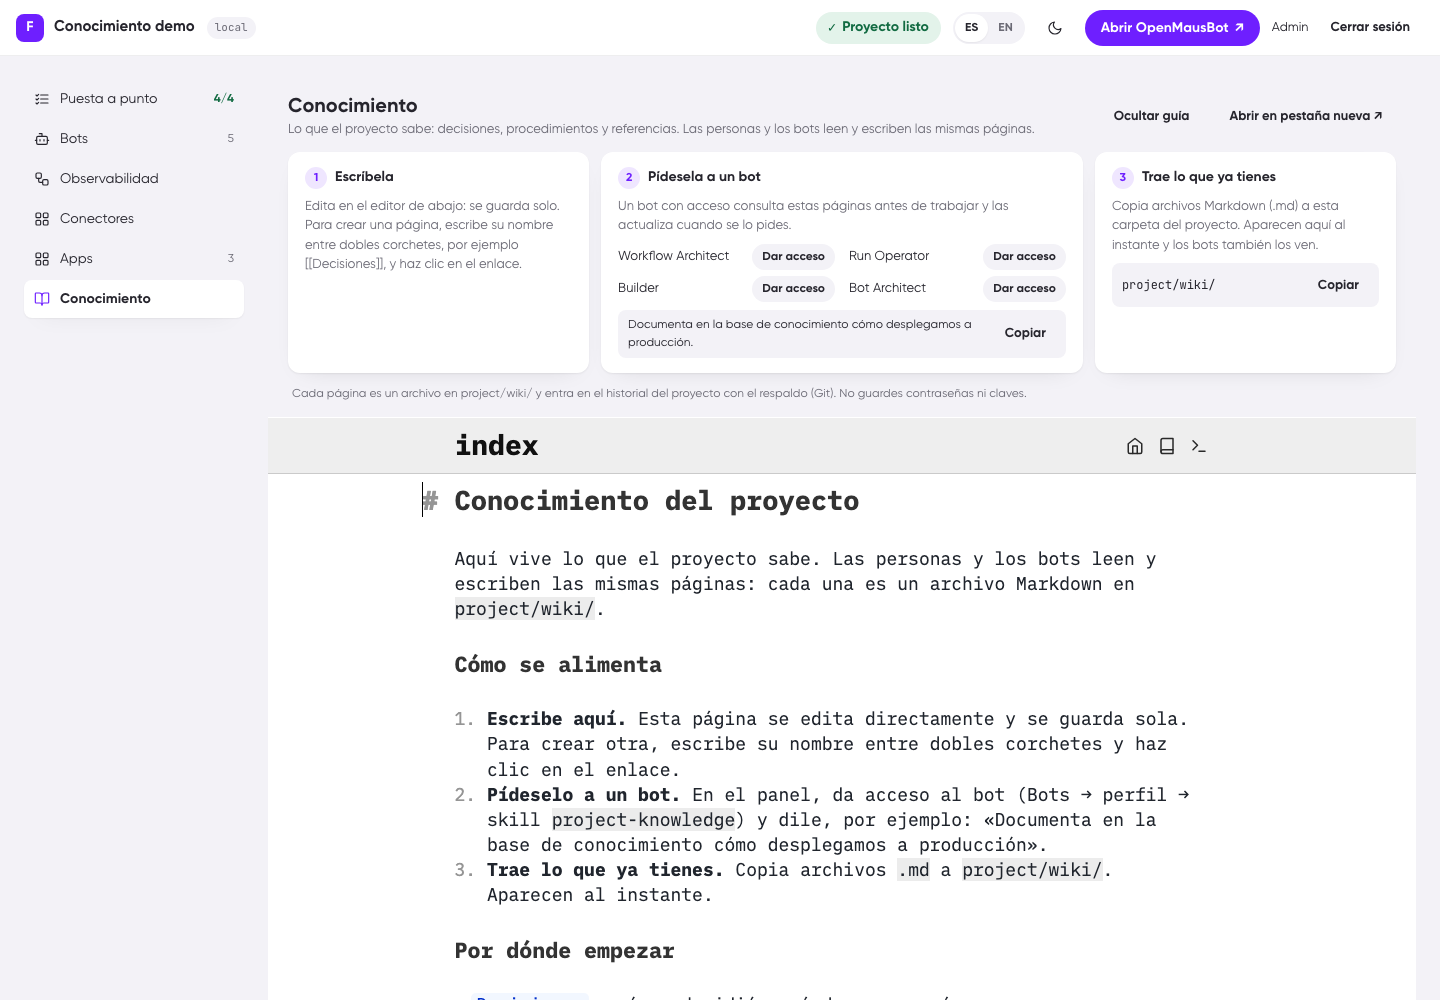 F Conocimiento demo local
✓ Proyecto listo ES EN Abrir OpenMausBot ↗ Admin Cerrar sesión
Puesta a punto 4/4
Bots 5
Observabilidad
Conectores
Apps 3
Conocimiento
Conocimiento
Lo que el proyecto sabe: decisiones, procedimientos y referencias. Las personas y los bots leen y escriben las mismas páginas.
Ocultar guía Abrir en pestaña nueva ↗
1 Escríbela
Edita en el editor de abajo: se guarda solo.
Para crear una página, escribe su nombre
entre dobles corchetes, por ejemplo
[[Decisiones]], y haz clic en el enlace.
2 Pídesela a un bot
Un bot con acceso consulta estas páginas antes de trabajar y las
actualiza cuando se lo pides.
Workflow Architect Dar acceso Run Operator Dar acceso
Builder Dar acceso Bot Architect Dar acceso
Documenta en la base de conocimiento cómo desplegamos a
producción.
Copiar
3 Trae lo que ya tienes
Copia archivos Markdown (.md) a esta
carpeta del proyecto. Aparecen aquí al
instante y los bots también los ven.
project/wiki/ Copiar
Cada página es un archivo en project/wiki/ y entra en el historial del proyecto con el respaldo (Git). No guardes contraseñas ni claves.
index
# Conocimiento del proyecto
Aquí vive lo que el proyecto sabe. Las personas y los bots leen y
escriben las mismas páginas: cada una es un archivo Markdown en
project/wiki/.
Cómo se alimenta
1. Escribe aquí. Esta página se edita directamente y se guarda sola.
Para crear otra, escribe su nombre entre dobles corchetes y haz
clic en el enlace.
2. Pídeselo a un bot. En el panel, da acceso al bot (Bots → perfil →
skill project-knowledge) y dile, por ejemplo: «Documenta en la
base de conocimiento cómo desplegamos a producción».
3. Trae lo que ya tienes. Copia archivos .md a project/wiki/.
Aparecen al instante.
Por dónde empezar